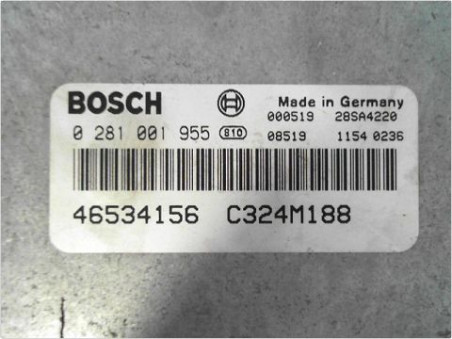 BOSCH Made in Germany
000519 28SA4220
0 281 001 955 810 08519 1154 0236
46534156 C324M188